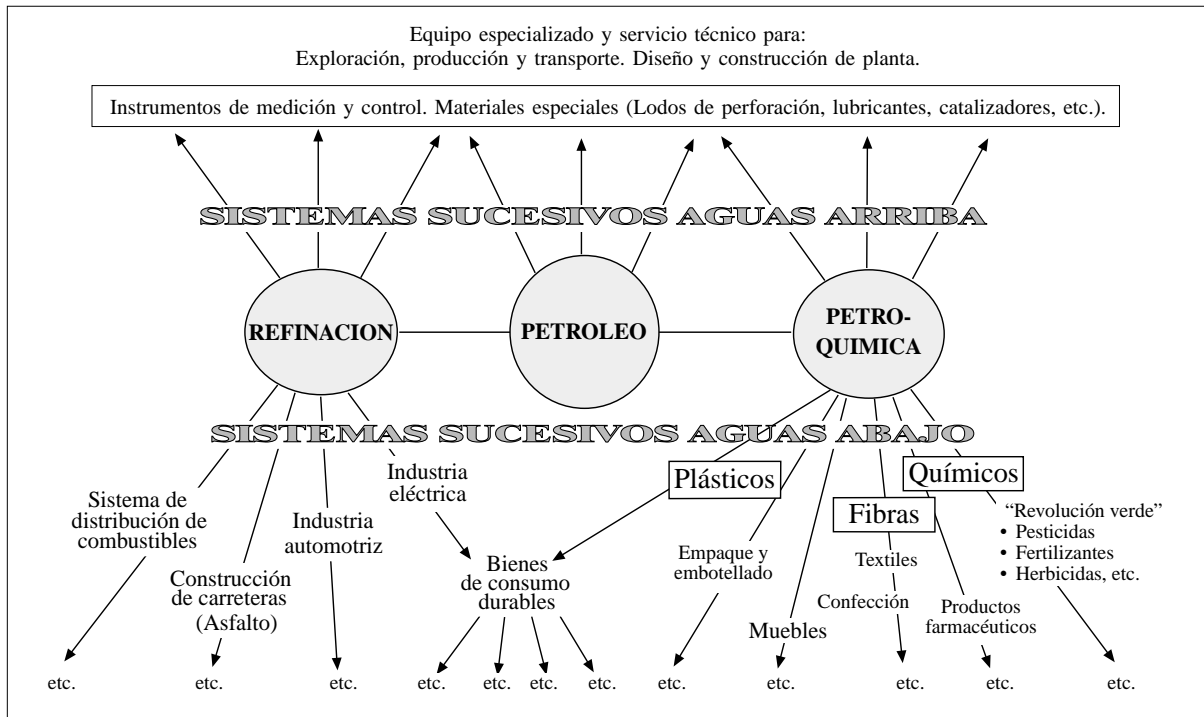 Equipo especializado y servicio técnico para:
Exploración, producción y transporte. Diseño y construcción de planta.
Instrumentos de medición y control. Materiales especiales (Lodos de perforación, lubricantes, catalizadores, etc.).
SISTEMAS SUCESIVOS AGUAS ARRIBA
REFINACION
PETROLEO
PETRO-
QUIMICA
SISTEMAS SUCESIVOS AGUAS ABAJO
Sistema de
distribución de
combustibles
Construcción
de carreteras
(Asfalto)
Industria
automotriz
Industria
eléctrica
Bienes
de consumo
durables
Plásticos
Empaque y
embotellado
Muebles
Fibras
Textiles
Confección
Químicos
Productos
farmacéuticos
“Revolución verde”
• Pesticidas
• Fertilizantes
• Herbicidas, etc.
etc. etc. etc. etc. etc. etc. etc. etc. etc. etc. etc. etc.